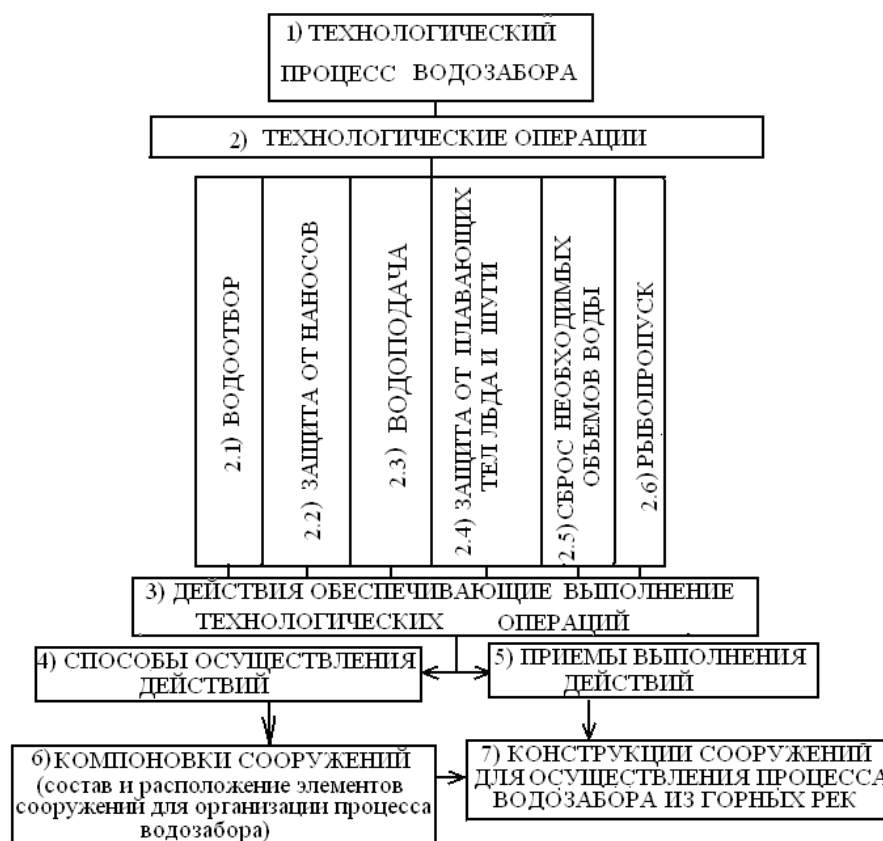 1) ТЕХНОЛОГИЧЕСКИЙ
ПРОЦЕСС ВОДОЗАБОРА
2) ТЕХНОЛОГИЧЕСКИЕ ОПЕРАЦИИ
2.1) ВОДООТБОР
2.2) ЗАЩИТА ОТ НАНОСОВ
2.3) ВОДОПОДАЧА
2.4) ЗАЩИТА ОТ ПЛАВАЮЩИХ
ТЕЛ ЛЬДА И ШУГИ
2.5) СБРОС НЕОБХОДИМЫХ
ОБЪЕМОВ ВОДЫ
2.6) РЫБОПРОПУСК
3) ДЕЙСТВИЯ ОБЕСПЕЧИВАЮЩИЕ ВЫПОЛНЕНИЕ
ТЕХНОЛОГИЧЕСКИХ ОПЕРАЦИЙ
4) СПОСОБЫ ОСУЩЕСТВЛЕНИЯ
ДЕЙСТВИЙ
5) ПРИЕМЫ ВЫПОЛНЕНИЯ
ДЕЙСТВИЙ
6) КОМПОНОВКИ СООРУЖЕНИЙ
(состав и расположение элементов
сооружений для организации процесса
водозабора)
7) КОНСТРУКЦИИ СООРУЖЕНИЙ
ДЛЯ ОСУЩЕСТВЛЕНИЯ ПРОЦЕССА
ВОДОЗАБОРА ИЗ ГОРНЫХ РЕК